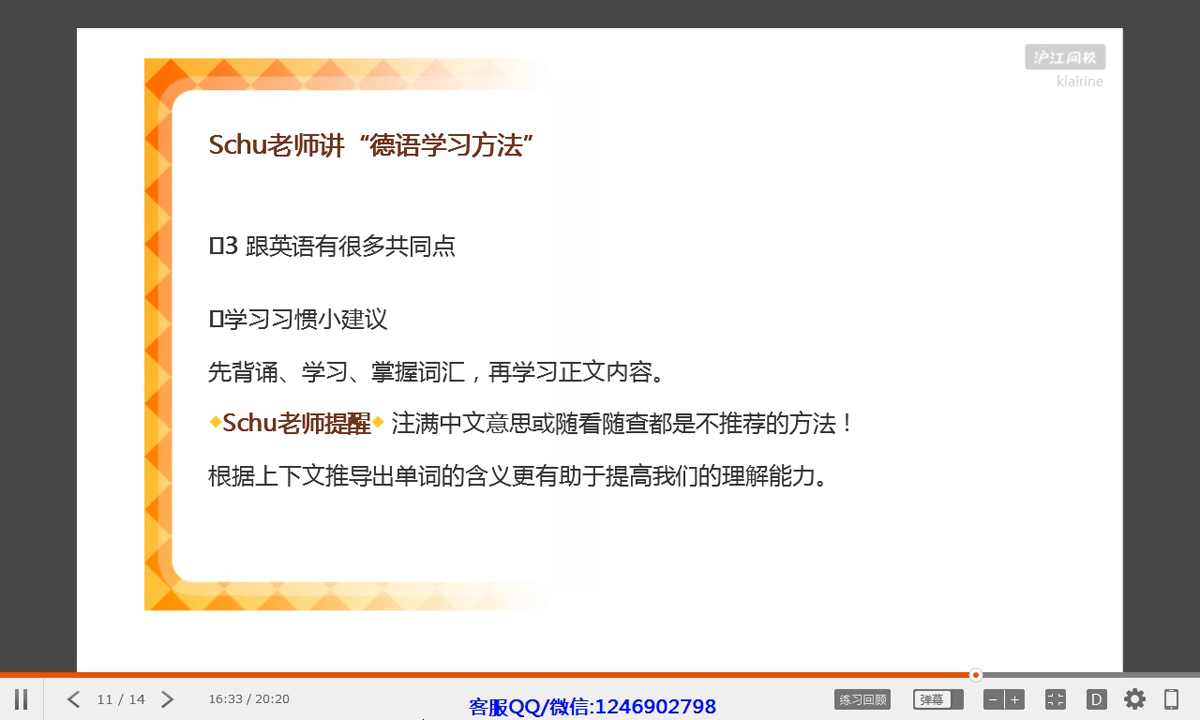 沪江网校
klairine
Schu老师讲“德语学习方法”
3 跟英语有很多共同点
学习习惯小建议
先背诵、学习、掌握词汇，再学习正文内容。
Schu老师提醒 注满中文意思或随看随查都是不推荐的方法！
根据上下文推导出单词的含义更有助于提高我们的理解能力。
11 / 14 16:33 / 20:20 客服QQ/微信:1246902798 练习回顾 弹幕 − + D